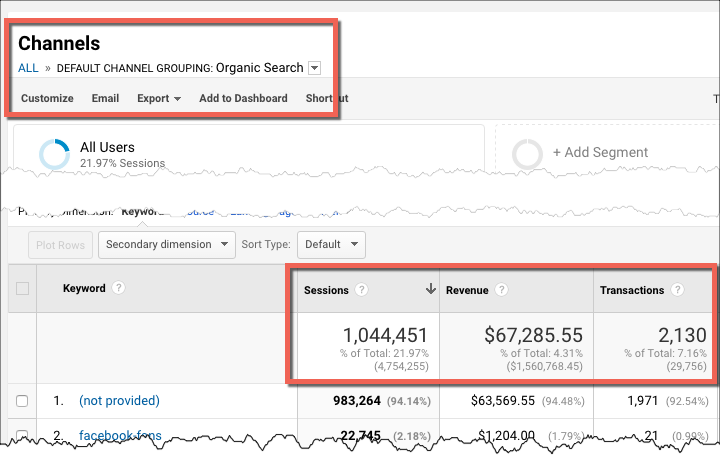 Channels
ALL » DEFAULT CHANNEL GROUPING: Organic Search
Customize Email Export Add to Dashboard Shortcut
T
All Users
21.97% Sessions
+ Add Segment
Keyword
Plot Rows Secondary dimension Sort Type: Default
Keyword ? Sessions ? Revenue ? Transactions ?
1,044,451 $67,285.55 2,130
% of Total: 21.97% % of Total: 4.31% % of Total: 7.16%
(4,754,255) ($1,560,768.45) (29,756)
1. (not provided) 983,264 (94.14%) $63,569.55 (94.48%) 1,971 (92.54%)
2. facebook fans 22,745 (2.18%) $1,204.00 (1.79%) 21 (0.99%)